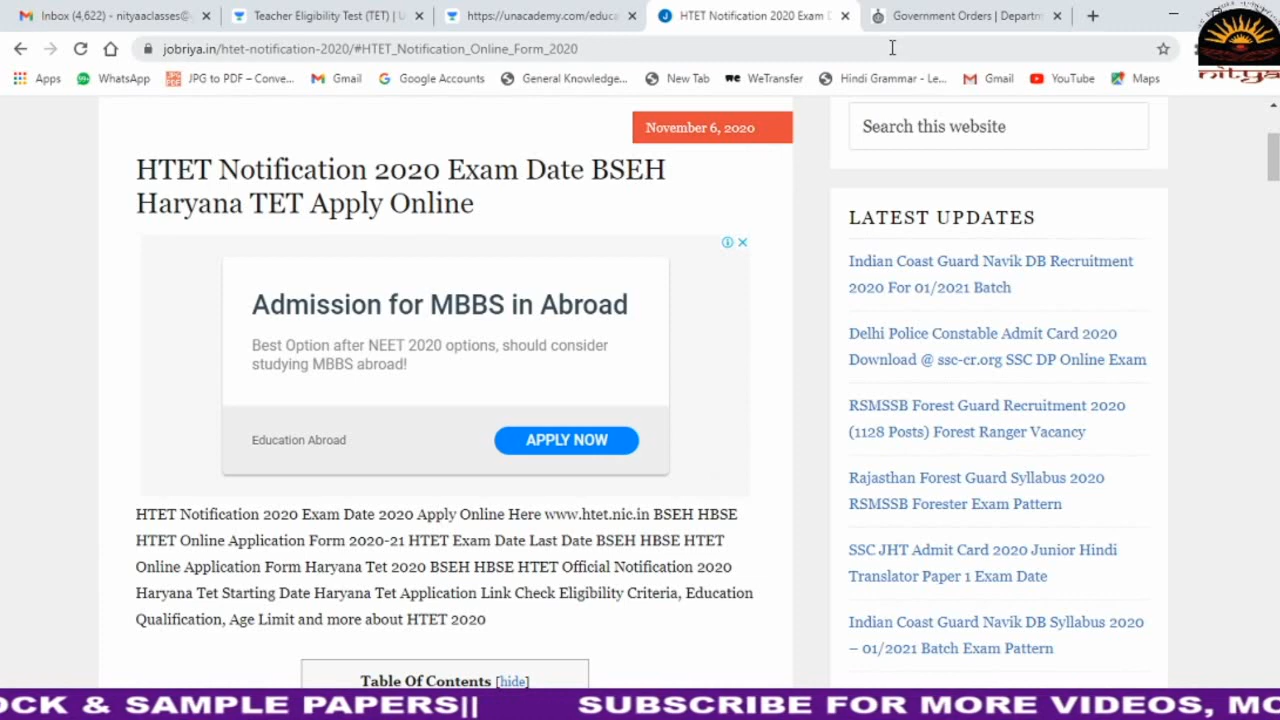 Inbox (4,622) - nityaaclasses@
Teacher Eligibility Test (TET) | U
https://unacademy.com/educa
HTET Notification 2020 Exam D
Government Orders | Departm
jobriya.in/htet-notification-2020/#HTET_Notification_Online_Form_2020
Apps
WhatsApp
JPG to PDF – Conve...
Gmail
Google Accounts
General Knowledge...
New Tab
WeTransfer
Hindi Grammar - Le...
Gmail
YouTube
Maps
nitya
November 6, 2020
HTET Notification 2020 Exam Date BSEH
Haryana TET Apply Online
Admission for MBBS in Abroad
Best Option after NEET 2020 options, should consider
studying MBBS abroad!
Education Abroad
APPLY NOW
HTET Notification 2020 Exam Date 2020 Apply Online Here www.htet.nic.in BSEH HBSE
HTET Online Application Form 2020-21 HTET Exam Date Last Date BSEH HBSE HTET
Online Application Form Haryana Tet 2020 BSEH HBSE HTET Official Notification 2020
Haryana Tet Starting Date Haryana Tet Application Link Check Eligibility Criteria, Education
Qualification, Age Limit and more about HTET 2020
Table Of Contents [hide]
Search this website
LATEST UPDATES
Indian Coast Guard Navik DB Recruitment
2020 For 01/2021 Batch
Delhi Police Constable Admit Card 2020
Download @ ssc-cr.org SSC DP Online Exam
RSMSSB Forest Guard Recruitment 2020
(1128 Posts) Forest Ranger Vacancy
Rajasthan Forest Guard Syllabus 2020
RSMSSB Forester Exam Pattern
SSC JHT Admit Card 2020 Junior Hindi
Translator Paper 1 Exam Date
Indian Coast Guard Navik DB Syllabus 2020
– 01/2021 Batch Exam Pattern
OCK & SAMPLE PAPERS|| SUBSCRIBE FOR MORE VIDEOS, MO